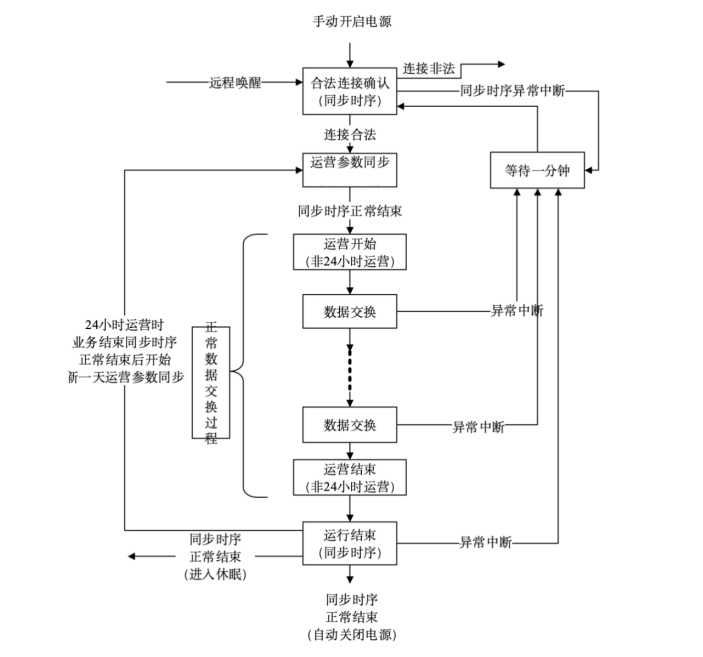 手动开启电源
连接非法
远程唤醒
合法连接确认
（同步时序）
同步时序异常中断
连接合法
运营参数同步
等待一分钟
同步时序正常结束
运营开始
（非24小时运营）
数据交换
异常中断
24小时运营时
业务结束同步时序
正常结束后开始
新一天运营参数同步
正常数据交换过程
数据交换
异常中断
运营结束
（非24小时运营）
运行结束
（同步时序）
异常中断
同步时序
正常结束
（进入休眠）
同步时序
正常结束
（自动关闭电源）